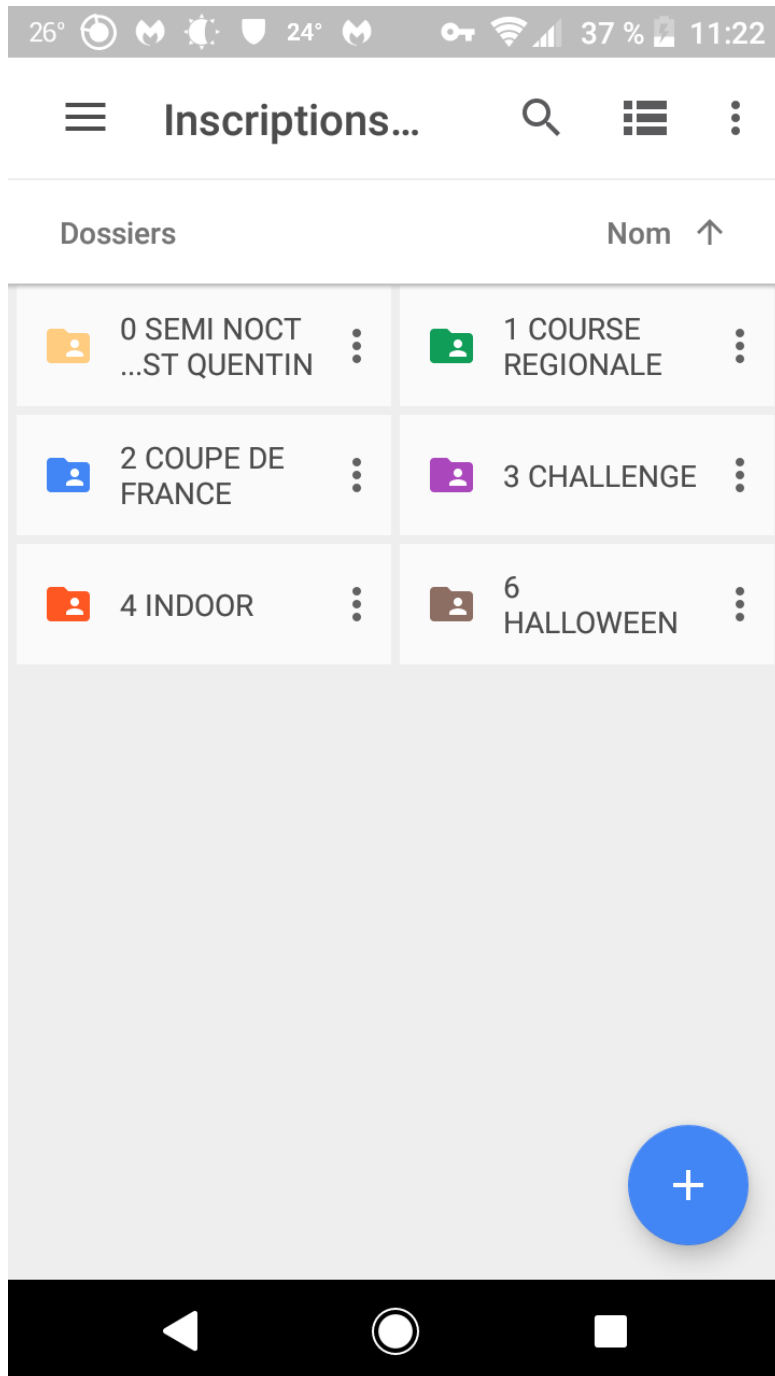 26° 24° 37 % 11:22
Inscriptions…
Dossiers Nom
0 SEMI NOCT
...ST QUENTIN
1 COURSE
REGIONALE
2 COUPE DE
FRANCE
3 CHALLENGE
4 INDOOR
6
HALLOWEEN